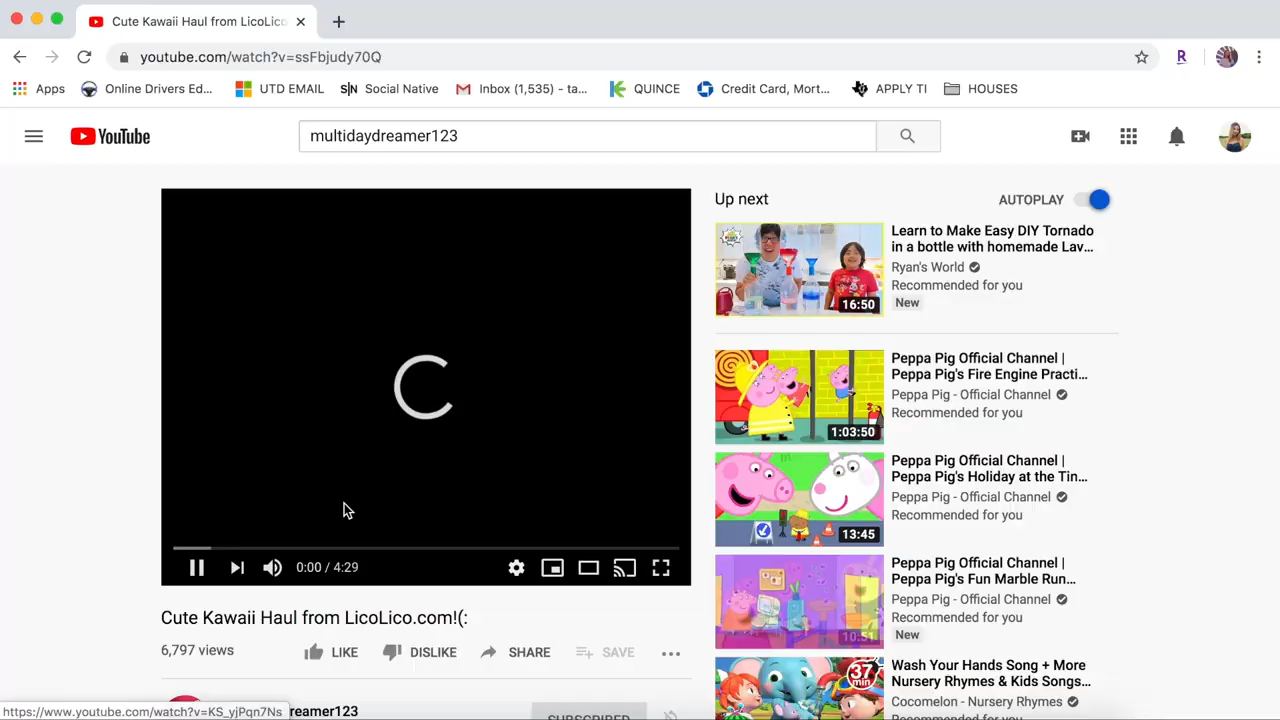 Cute Kawaii Haul from LicoLico
youtube.com/watch?v=ssFbjudy70Q
R
Apps
Online Drivers Ed...
UTD EMAIL
S|N Social Native
Inbox (1,535) - ta...
QUINCE
Credit Card, Mort...
APPLY TI
HOUSES
YouTube
multidaydreamer123
Up next
AUTOPLAY
Learn to Make Easy DIY Tornado
in a bottle with homemade Lav...
Ryan's World
Recommended for you
New
16:50
Peppa Pig Official Channel |
Peppa Pig's Fire Engine Practi...
Peppa Pig - Official Channel
Recommended for you
1:03:50
Peppa Pig Official Channel |
Peppa Pig's Holiday at the Tin...
Peppa Pig - Official Channel
Recommended for you
13:45
Peppa Pig Official Channel |
Peppa Pig's Fun Marble Run...
Peppa Pig - Official Channel
Recommended for you
New
10:51
Wash Your Hands Song + More
Nursery Rhymes & Kids Songs...
Cocomelon - Nursery Rhymes
Recommended for you
37
min
0:00 / 4:29
Cute Kawaii Haul from LicoLico.com!(:
6,797 views
LIKE
DISLIKE
SHARE
SAVE
https://www.youtube.com/watch?v=KS_yjPqn7Ns
dreamer123
SUBSCRIBED